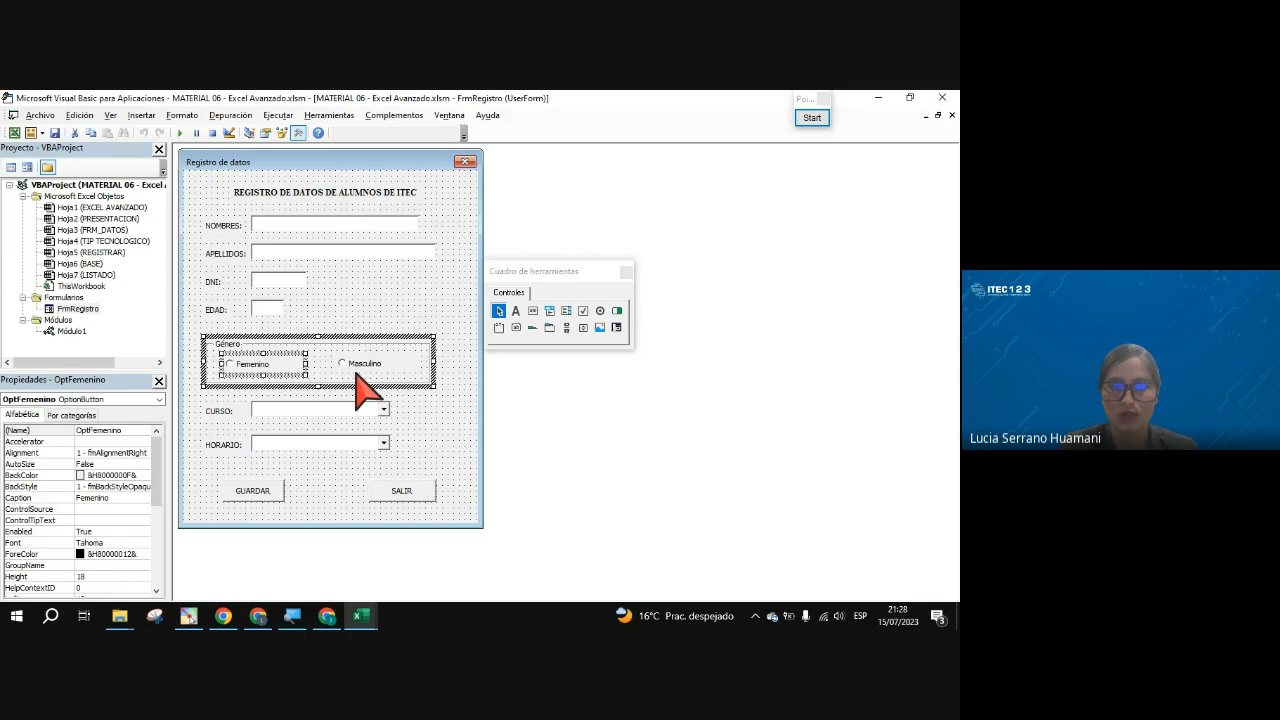 Microsoft Visual Basic para Aplicaciones - MATERIAL 06 - Excel Avanzado.xlsm - [MATERIAL 06 - Excel Avanzado.xlsm - FrmRegistro (UserForm)]
Poi...
Start
Archivo Edición Ver Insertar Formato Depuración Ejecutar Herramientas Complementos Ventana Ayuda
Proyecto - VBAProject
VBAProject (MATERIAL 06 - Excel A
Microsoft Excel Objetos
Hoja1 (EXCEL AVANZADO)
Hoja2 (PRESENTACION)
Hoja3 (FRM_DATOS)
Hoja4 (TIP TECNOLOGICO)
Hoja5 (REGISTRAR)
Hoja6 (BASE)
Hoja7 (LISTADO)
ThisWorkbook
Formularios
FrmRegistro
Módulos
Módulo1
Propiedades - OptFemenino
OptFemenino OptionButton
Alfabética Por categorías
(Name) OptFemenino
Accelerator
Alignment 1 - fmAlignmentRight
AutoSize False
BackColor &H8000000F&
BackStyle 1 - fmBackStyleOpaqu
Caption Femenino
ControlSource
ControlTipText
Enabled True
Font Tahoma
ForeColor &H80000012&
GroupName
Height 18
HelpContextID 0
Registro de datos
REGISTRO DE DATOS DE ALUMNOS DE ITEC
NOMBRES:
APELLIDOS:
DNI:
EDAD:
Género
Femenino Masculino
CURSO:
HORARIO:
GUARDAR SALIR
Cuadro de herramientas
Controles
ITEC 1 2 3
Lucia Serrano Huamani
16°C Prac. despejado
ESP
21:28
15/07/2023
3